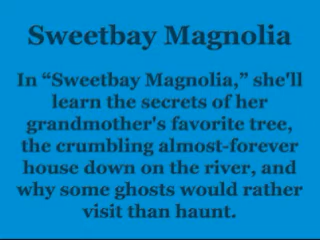 Sweetbay Magnolia
In “Sweetbay Magnolia,” she'll
learn the secrets of her
grandmother's favorite tree,
the crumbling almost-forever
house down on the river, and
why some ghosts would rather
visit than haunt.